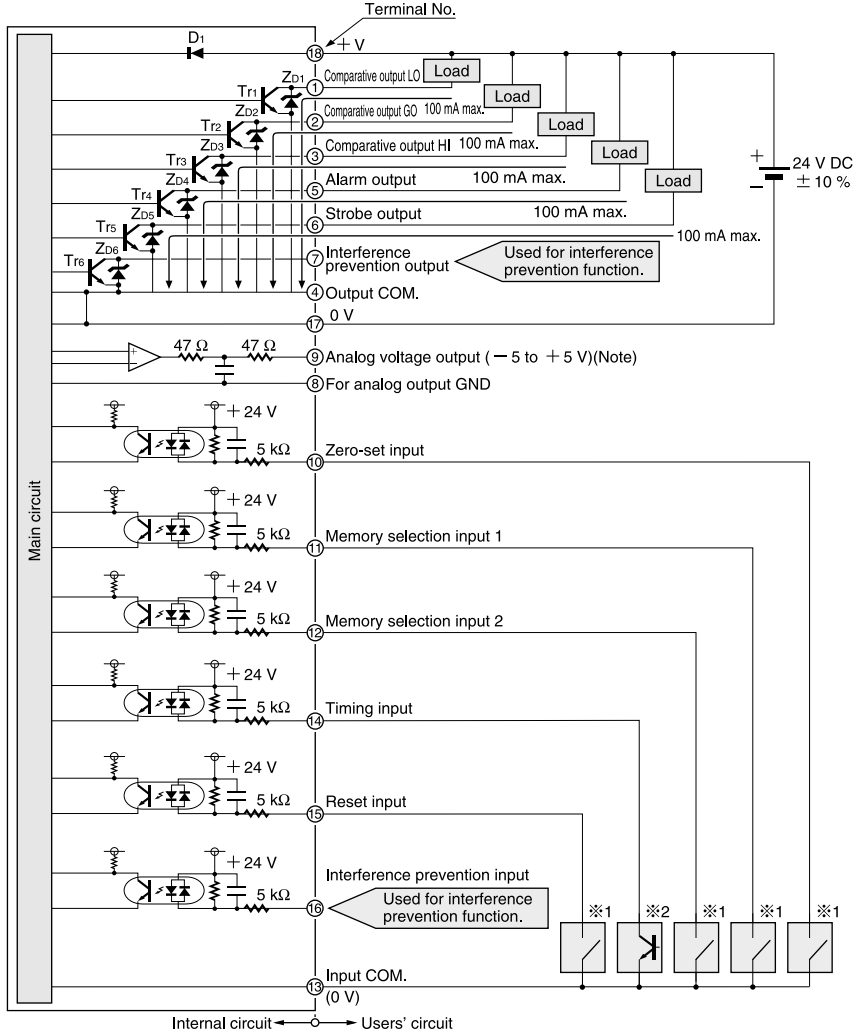 Terminal No.
D1
18 + V
Tr1 ZD1 1 Comparative output LO Load
Tr2 ZD2 2 Comparative output GO 100 mA max. Load
Tr3 ZD3 3 Comparative output HI 100 mA max. Load
Tr4 ZD4 5 Alarm output 100 mA max. Load
Tr5 ZD5 6 Strobe output 100 mA max. Load
100 mA max.
+
−
24 V DC
± 10 %
Tr6 ZD6 7 Interference
prevention output
Used for interference
prevention function.
4 Output COM.
17 0 V
47 Ω 47 Ω 9 Analog voltage output ( − 5 to + 5 V)(Note)
+
-
8 For analog output GND
+ 24 V
5 kΩ 10 Zero-set input
+ 24 V
5 kΩ 11 Memory selection input 1
+ 24 V
5 kΩ 12 Memory selection input 2
+ 24 V
5 kΩ 14 Timing input
+ 24 V
5 kΩ 15 Reset input
+ 24 V
Interference prevention input
5 kΩ 16
Used for interference
prevention function.
※1 ※2 ※1 ※1 ※1
13 Input COM.
(0 V)
Main circuit
Internal circuit Users' circuit